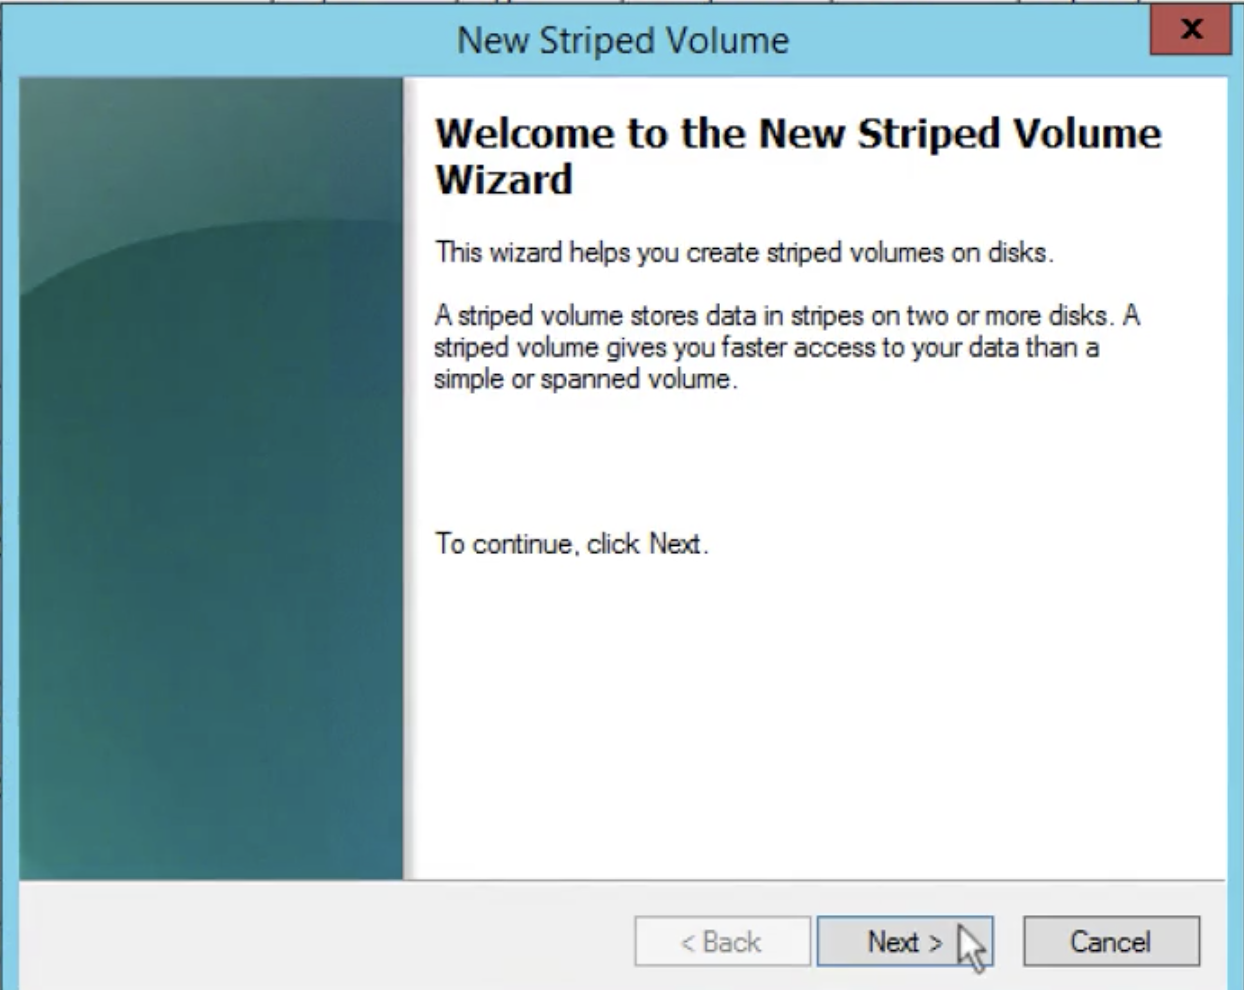 New Striped Volume
x
Welcome to the New Striped Volume
Wizard
This wizard helps you create striped volumes on disks.
A striped volume stores data in stripes on two or more disks. A
striped volume gives you faster access to your data than a
simple or spanned volume.
To continue, click Next.
< Back
Next >
Cancel